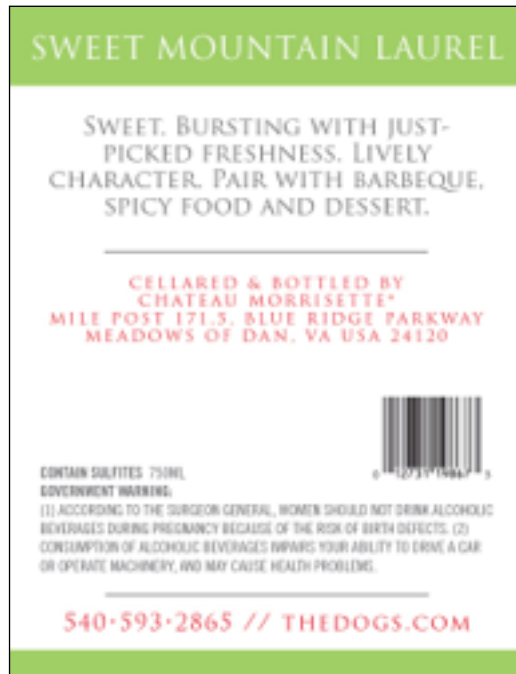 SWEET MOUNTAIN LAUREL
SWEET. BURSTING WITH JUST-
PICKED FRESHNESS. LIVELY
CHARACTER. PAIR WITH BARBEQUE,
SPICY FOOD AND DESSERT.
CELLARED & BOTTLED BY
CHATEAU MORRISETTE*
MILE POST 171.5, BLUE RIDGE PARKWAY
MEADOWS OF DAN, VA USA 24120
CONTAIN SULFITES 750ML
GOVERNMENT WARNING:
(1) ACCORDING TO THE SURGEON GENERAL, WOMEN SHOULD NOT DRINK ALCOHOLIC
BEVERAGES DURING PREGNANCY BECAUSE OF THE RISK OF BIRTH DEFECTS. (2)
CONSUMPTION OF ALCOHOLIC BEVERAGES IMPAIRS YOUR ABILITY TO DRIVE A CAR
OR OPERATE MACHINERY, AND MAY CAUSE HEALTH PROBLEMS.
540·593·2865 // THEDOGS.COM